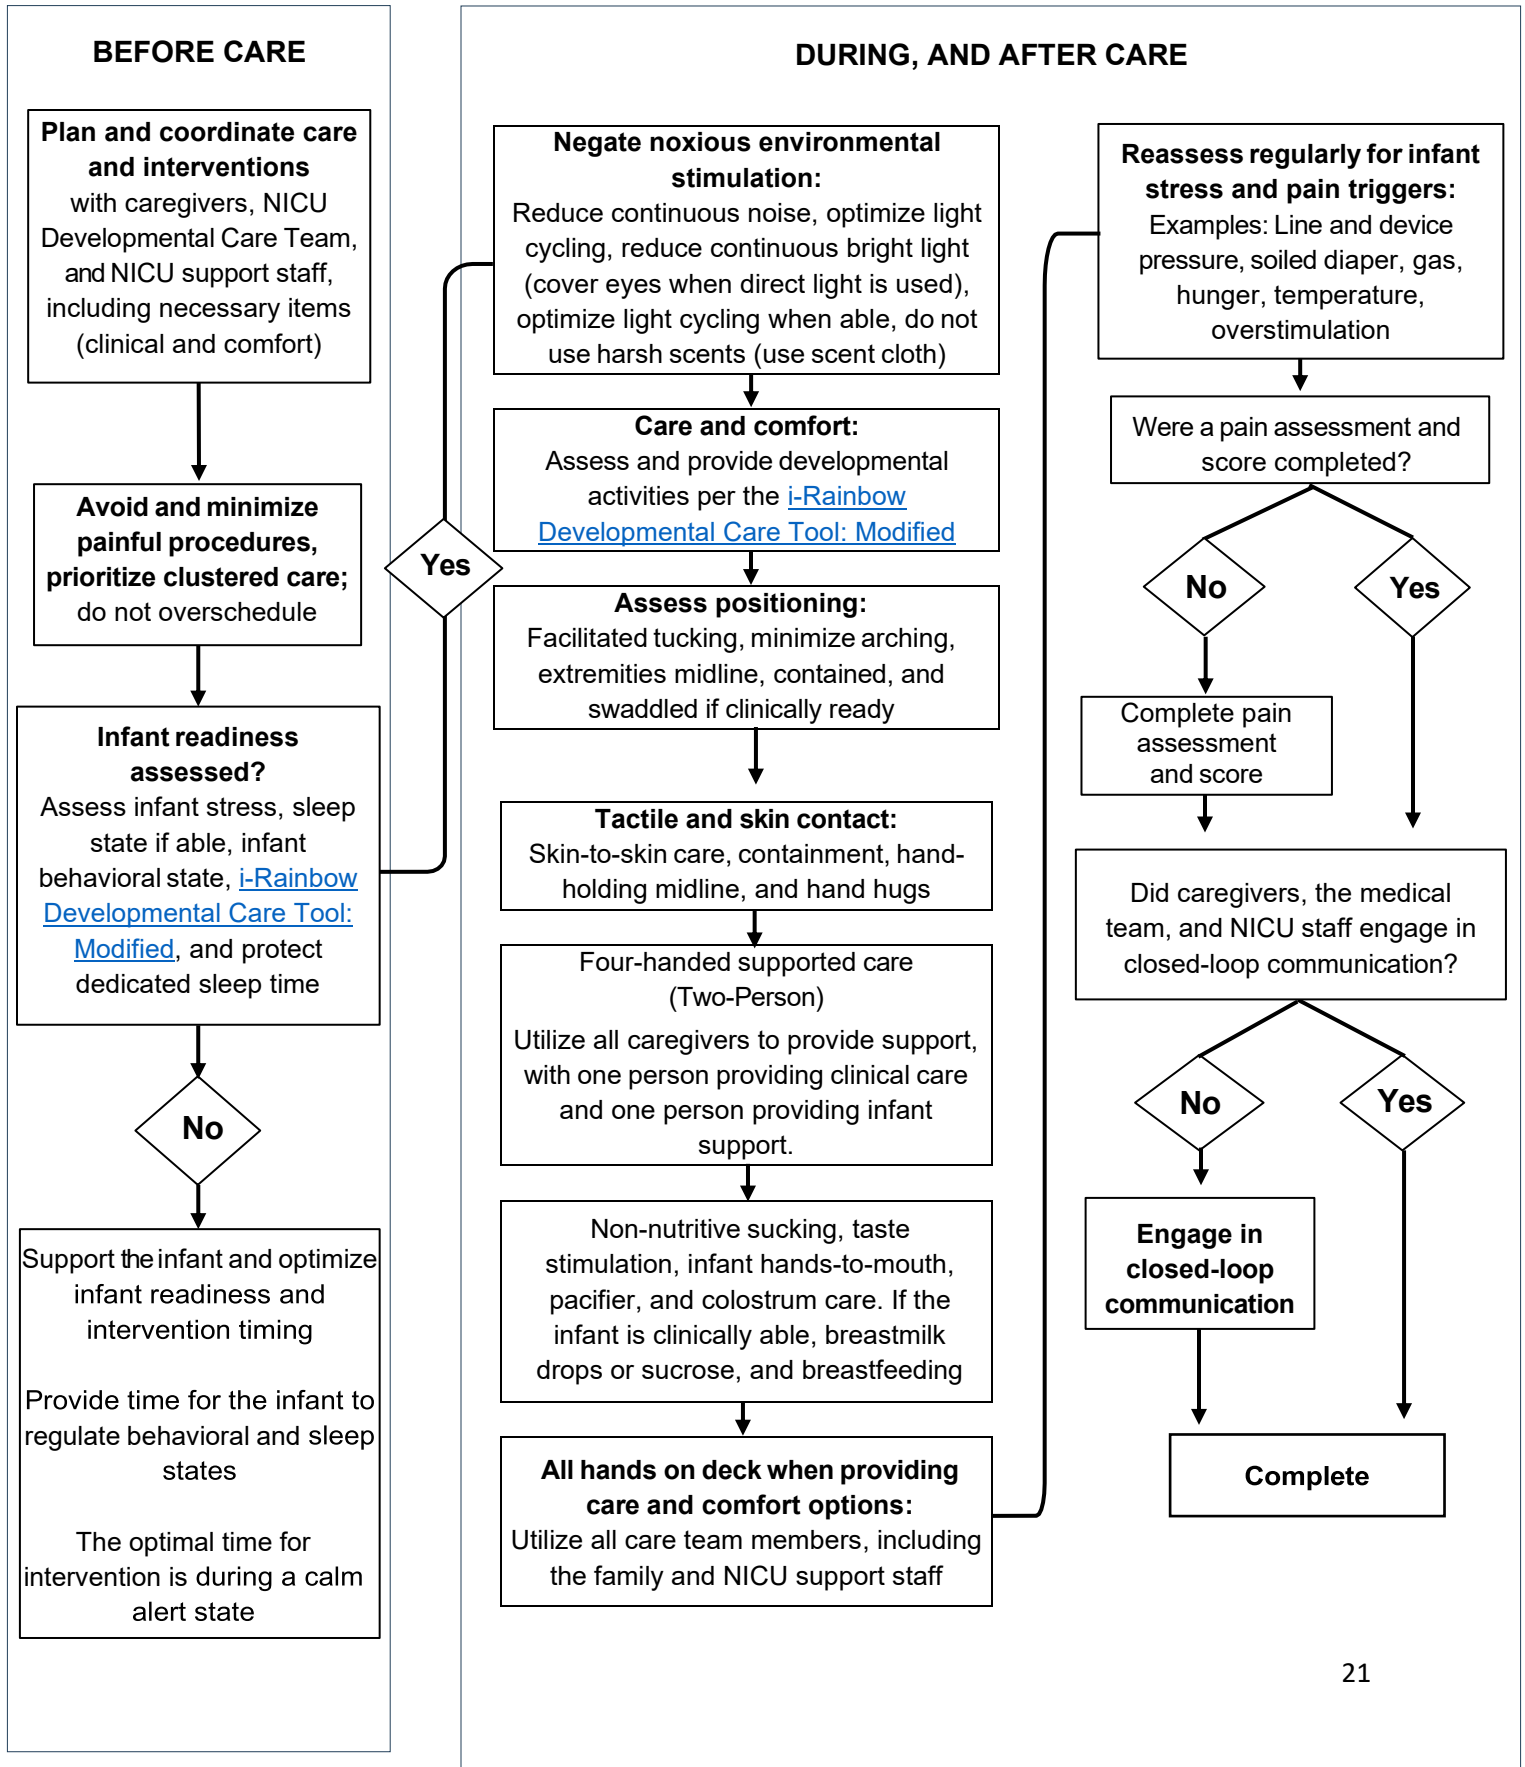 BEFORE CARE
Plan and coordinate care
and interventions
with caregivers, NICU
Developmental Care Team,
and NICU support staff,
including necessary items
(clinical and comfort)
Avoid and minimize
painful procedures,
prioritize clustered care;
do not overschedule
Infant readiness
assessed?
Assess infant stress, sleep
state if able, infant
behavioral state, i-Rainbow
Developmental Care Tool:
Modified, and protect
dedicated sleep time
No
Support the infant and optimize
infant readiness and
intervention timing
Provide time for the infant to
regulate behavioral and sleep
states
The optimal time for
intervention is during a calm
alert state
Yes
DURING, AND AFTER CARE
Negate noxious environmental
stimulation:
Reduce continuous noise, optimize light
cycling, reduce continuous bright light
(cover eyes when direct light is used),
optimize light cycling when able, do not
use harsh scents (use scent cloth)
Care and comfort:
Assess and provide developmental
activities per the i-Rainbow
Developmental Care Tool: Modified
Assess positioning:
Facilitated tucking, minimize arching,
extremities midline, contained, and
swaddled if clinically ready
Tactile and skin contact:
Skin-to-skin care, containment, hand-
holding midline, and hand hugs
Four-handed supported care
(Two-Person)
Utilize all caregivers to provide support,
with one person providing clinical care
and one person providing infant
support.
Non-nutritive sucking, taste
stimulation, infant hands-to-mouth,
pacifier, and colostrum care. If the
infant is clinically able, breastmilk
drops or sucrose, and breastfeeding
All hands on deck when providing
care and comfort options:
Utilize all care team members, including
the family and NICU support staff
Reassess regularly for infant
stress and pain triggers:
Examples: Line and device
pressure, soiled diaper, gas,
hunger, temperature,
overstimulation
Were a pain assessment and
score completed?
No
Yes
Complete pain
assessment
and score
Did caregivers, the medical
team, and NICU staff engage in
closed-loop communication?
No
Yes
Engage in
closed-loop
communication
Complete
21